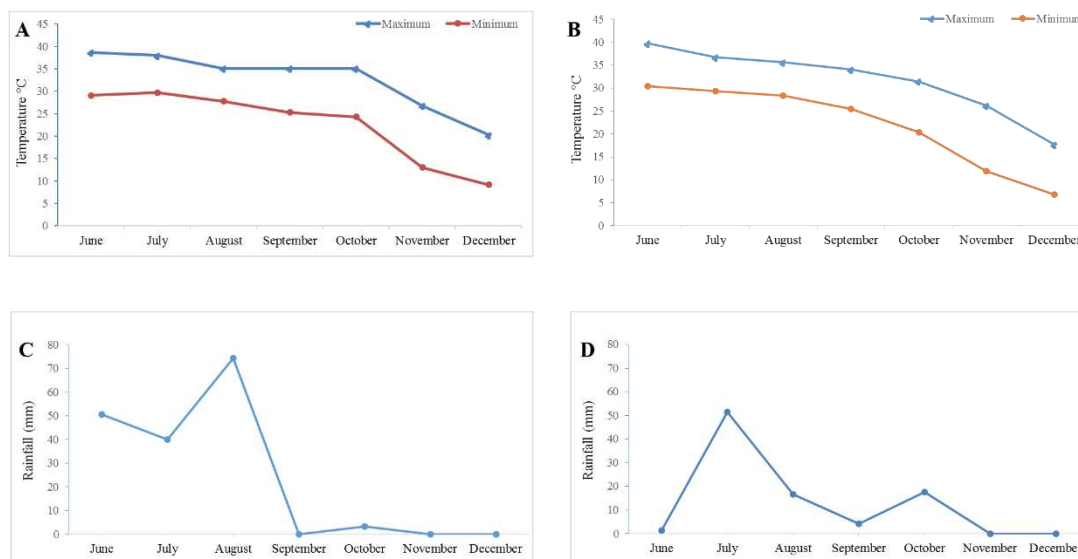 A
Maximum Minimum
Temperature °C
45
40
35
30
25
20
15
10
5
0
June July August September October November December
B
Maximum Minimum
Temperature °C
45
40
35
30
25
20
15
10
5
0
June July August September October November December
C
Rainfall (mm)
80
70
60
50
40
30
20
10
0
June July August September October November December
D
Rainfall (mm)
80
70
60
50
40
30
20
10
0
June July August September October November December